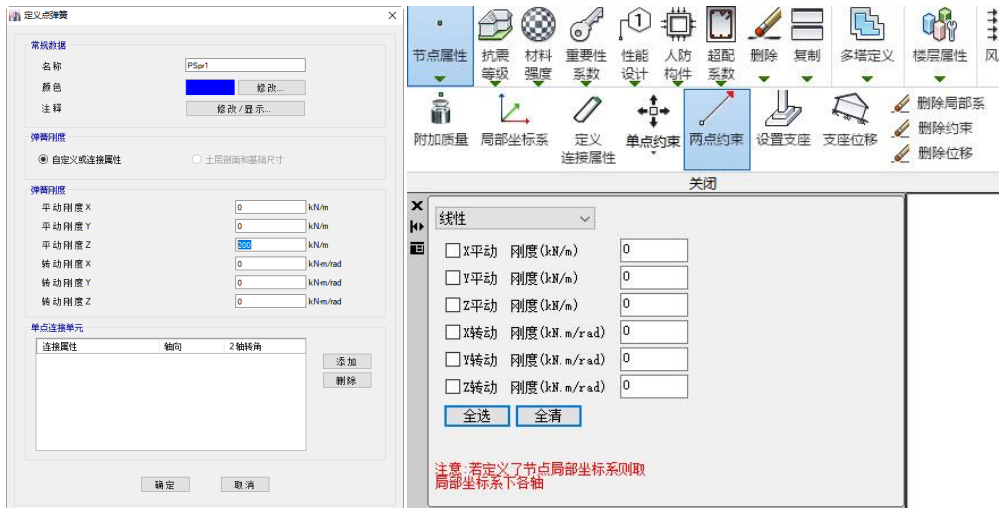 定义点弹簧
常规数据
名称 PSpr1
颜色 修改...
注释 修改/显示...
弹簧刚度
自定义或连接属性 土层剖面和基础尺寸
弹簧刚度
平动刚度X 0 kN/m
平动刚度Y 0 kN/m
平动刚度Z 200 kN/m
转动刚度X 0 kN-m/rad
转动刚度Y 0 kN-m/rad
转动刚度Z 0 kN-m/rad
单点连接单元
连接属性 轴向 2轴转角
添加
删除
确定 取消
节点属性 抗震等级 材料强度 重要性系数 性能设计 人防构件 超配系数 删除 复制 多塔定义 楼层属性 风
附加质量 局部坐标系 定义连接属性 单点约束 两点约束 设置支座 支座位移
删除局部系
删除约束
删除位移
关闭
线性
X平动 刚度(kN/m) 0
Y平动 刚度(kN/m) 0
Z平动 刚度(kN/m) 0
X转动 刚度(kN.m/rad) 0
Y转动 刚度(kN.m/rad) 0
Z转动 刚度(kN.m/rad) 0
全选 全清
注意:若定义了节点局部坐标系则取
局部坐标系下各轴